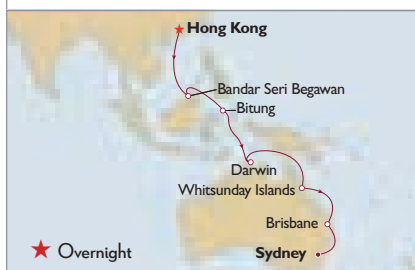 Hong Kong
Bandar Seri Begawan
Bitung
Darwin
Whitsunday Islands
Brisbane
Sydney
Overnight